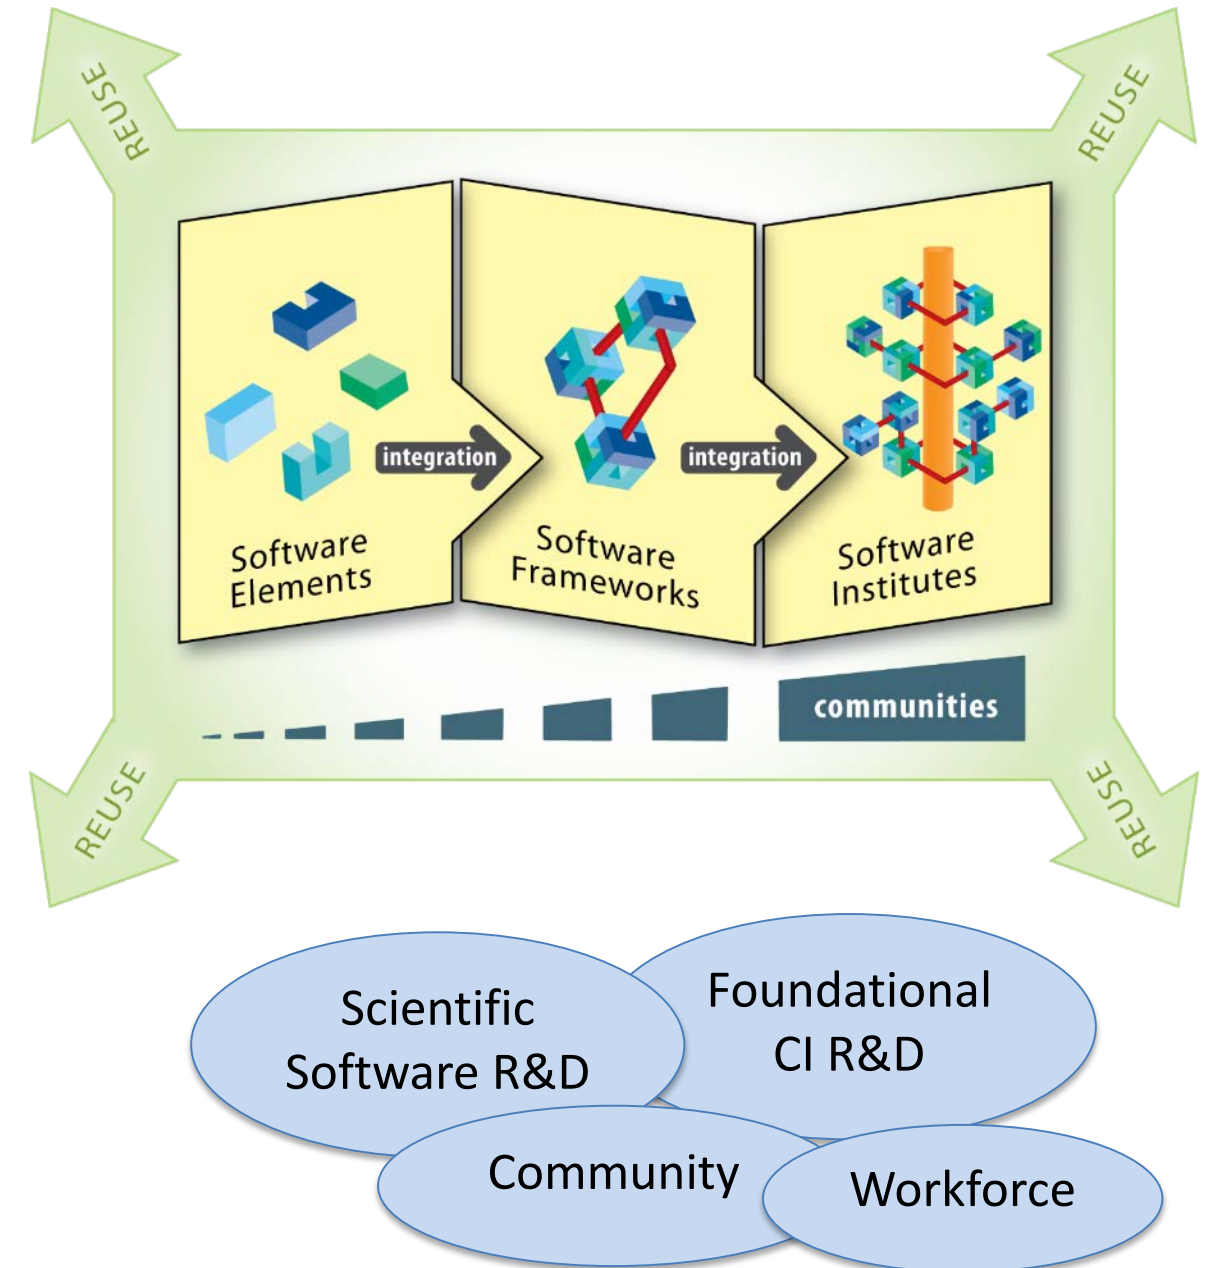 REUSE
REUSE
integration
integration
Software
Elements
Software
Frameworks
Software
Institutes
communities
REUSE
REUSE
Scientific
Software R&D
Foundational
CI R&D
Community
Workforce